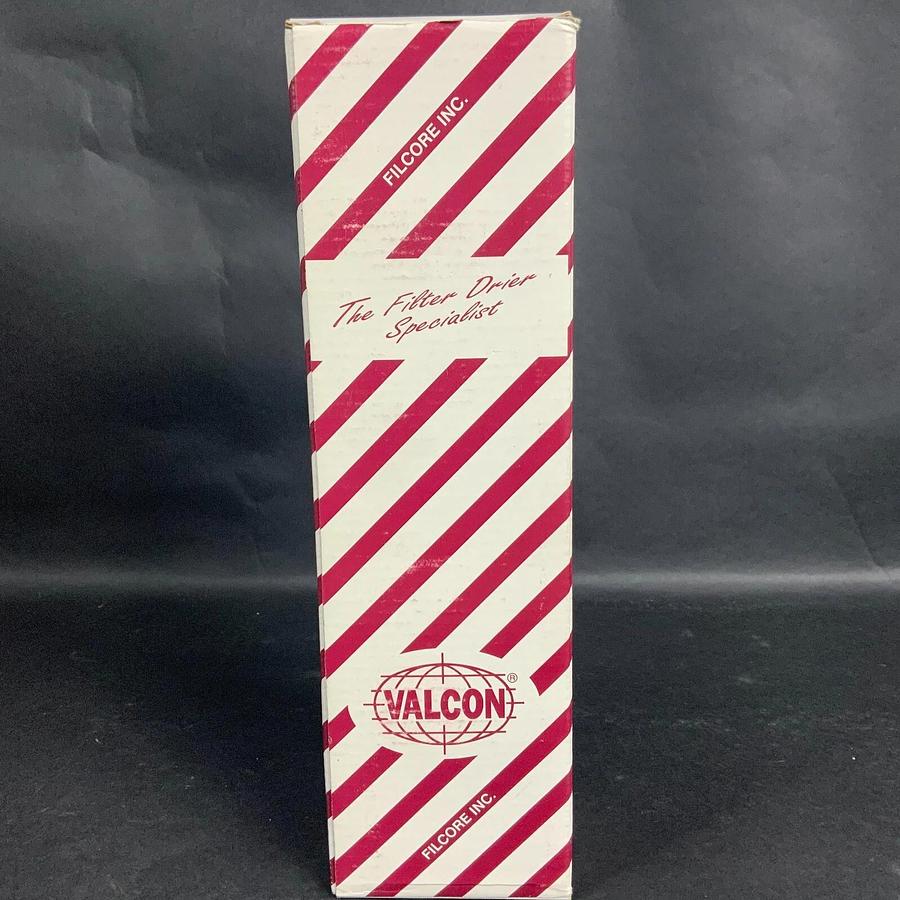 FILCORE INC.
The Filter Drier
Specialist
VALCON®
FILCORE INC.